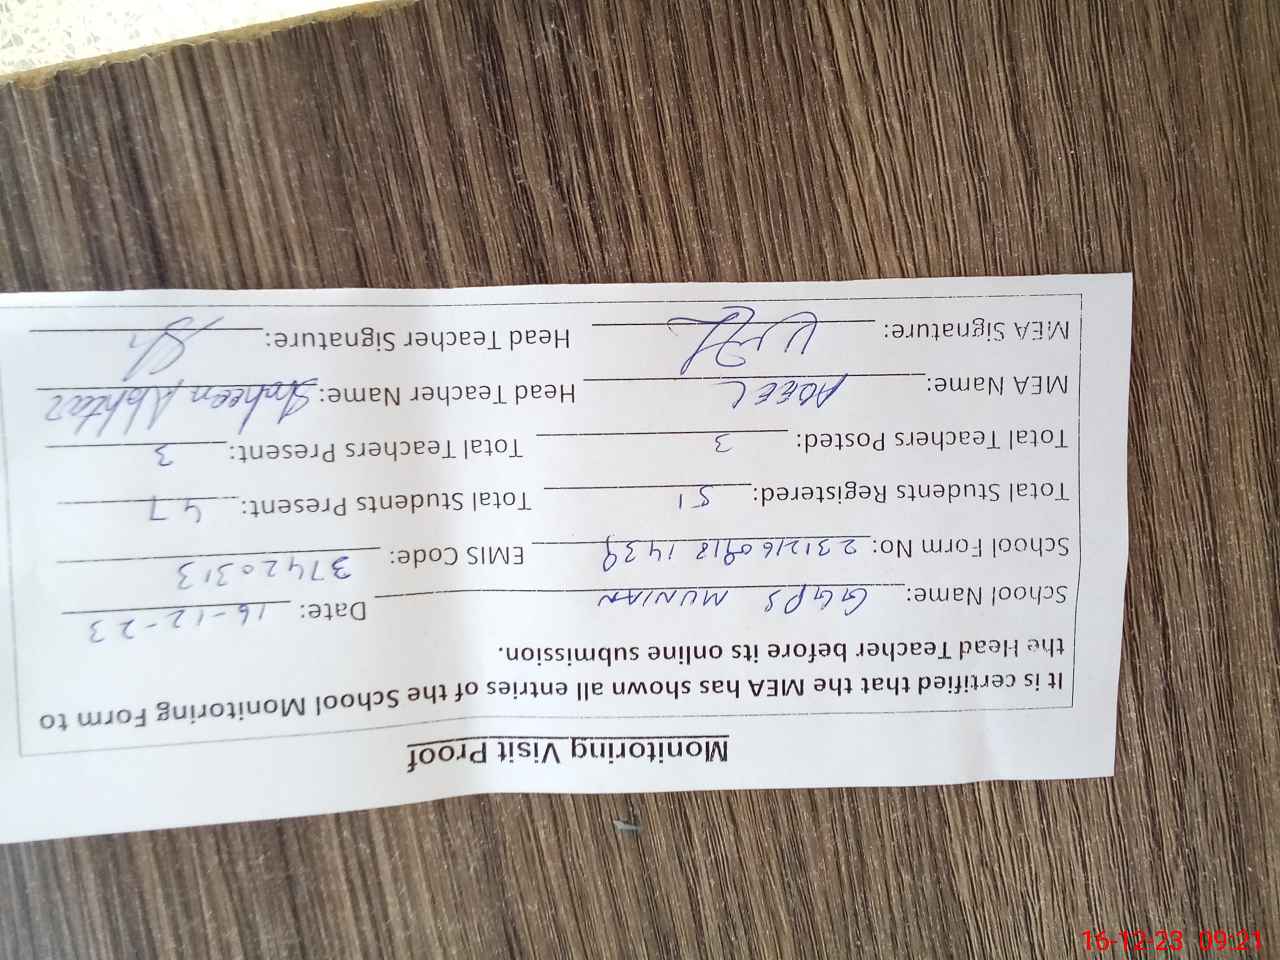 Monitoring Visit Proof
It is certified that the MEA has shown all entries of the School Monitoring Form to
the Head Teacher before its online submission.
School Name: GGPS MUNIAN Date: 16-12-23
School Form No: 2312160918 1439 EMIS Code: 37420313
Total Students Registered: 51 Total Students Present: 47
Total Teachers Posted: 3 Total Teachers Present: 3
MEA Name: ADEEL Head Teacher Name: Shaheen Akhtar
MEA Signature: Head Teacher Signature: Sh
16-12-23 09:21